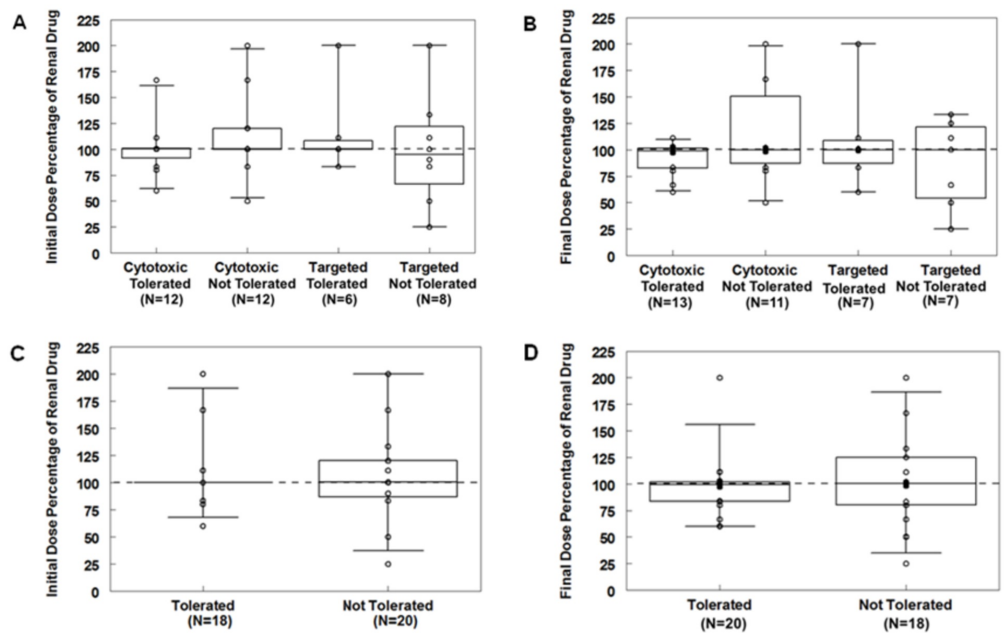 A
Initial Dose Percentage of Renal Drug
225
200
175
150
125
100
75
50
25
0
Cytotoxic Tolerated (N=12)
Cytotoxic Not Tolerated (N=12)
Targeted Tolerated (N=6)
Targeted Not Tolerated (N=8)
B
Final Dose Percentage of Renal Drug
225
200
175
150
125
100
75
50
25
0
Cytotoxic Tolerated (N=13)
Cytotoxic Not Tolerated (N=11)
Targeted Tolerated (N=7)
Targeted Not Tolerated (N=7)
C
Initial Dose Percentage of Renal Drug
225
200
175
150
125
100
75
50
25
0
Tolerated (N=18)
Not Tolerated (N=20)
D
Final Dose Percentage of Renal Drug
225
200
175
150
125
100
75
50
25
0
Tolerated (N=20)
Not Tolerated (N=18)